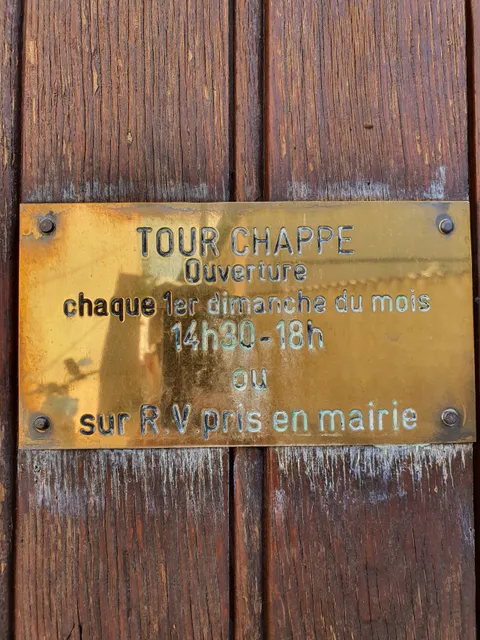 TOUR CHAPPE
Ouverture
chaque 1er dimanche du mois
14h30-18h
ou
sur R.V pris en mairie